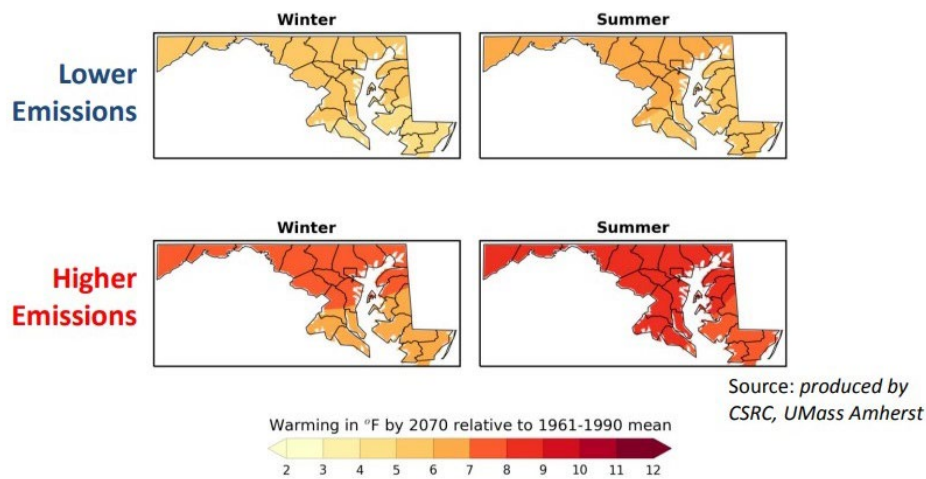 Winter
Summer
Lower
Emissions
Winter
Summer
Higher
Emissions
Source: produced by
CSRC, UMass Amherst
Warming in °F by 2070 relative to 1961-1990 mean
2 3 4 5 6 7 8 9 10 11 12